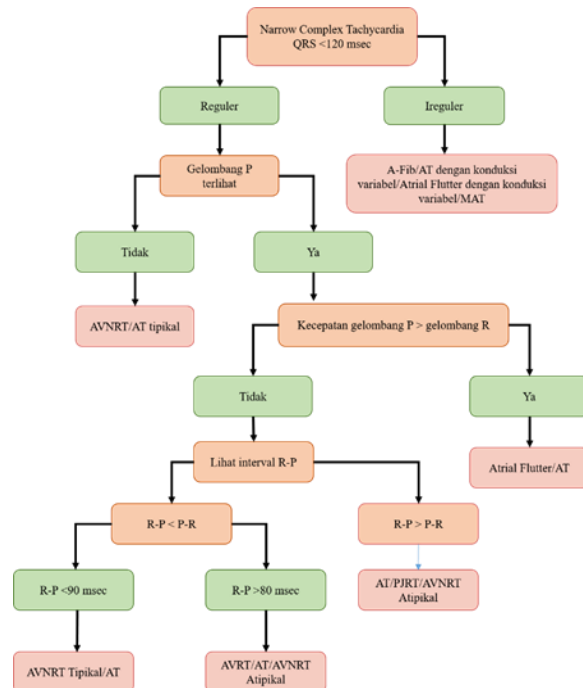 Narrow Complex Tachycardia
QRS <120 msec
Reguler
Ireguler
Gelombang P
terlihat
A-Fib/AT dengan konduksi
variabel/Atrial Flutter dengan konduksi
variabel/MAT
Tidak
Ya
AVNRT/AT tipikal
Kecepatan gelombang P > gelombang R
Tidak
Ya
Lihat interval R-P
Atrial Flutter/AT
R-P < P-R
R-P > P-R
R-P <90 msec
R-P >80 msec
AT/PJRT/AVNRT
Atipikal
AVNRT Tipikal/AT
AVRT/AT/AVNRT
Atipikal